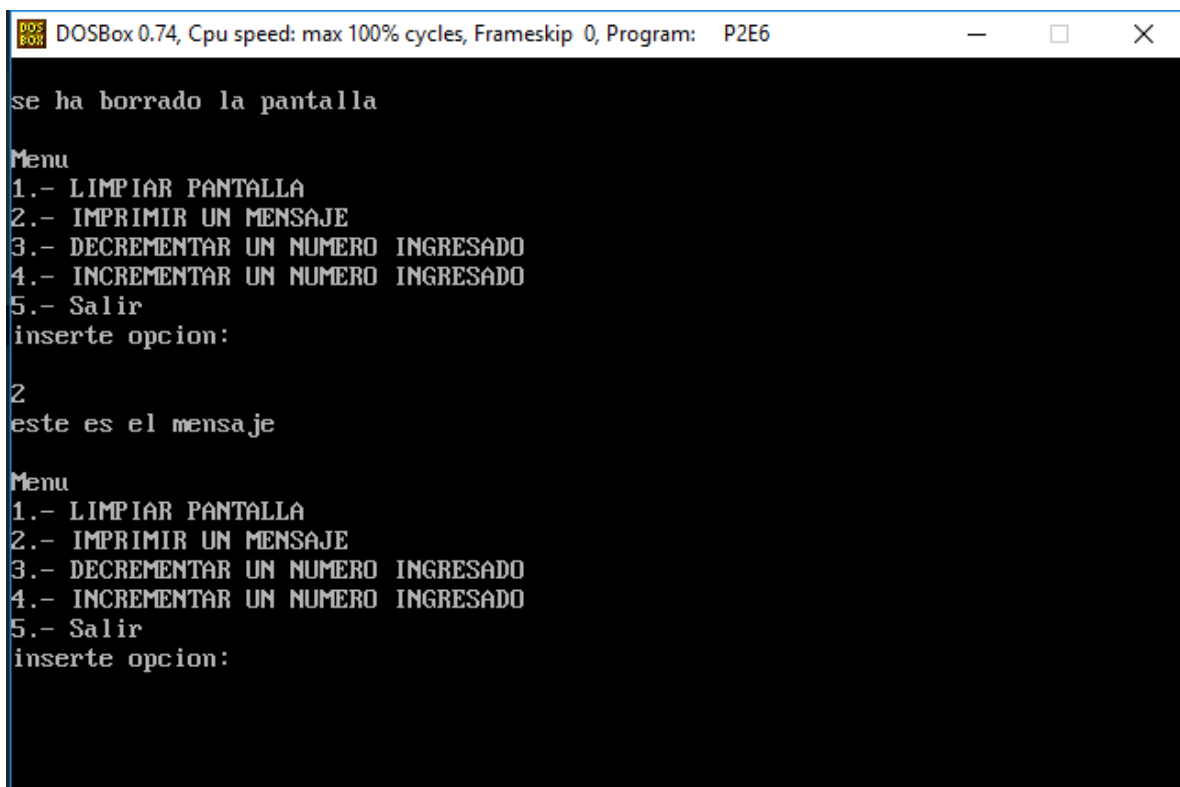 DOS
BOX
DOSBox 0.74, Cpu speed: max 100% cycles, Frameskip 0, Program: P2E6
se ha borrado la pantalla
Menu
1.- LIMPIAR PANTALLA
2.- IMPRIMIR UN MENSAJE
3.- DECREMENTAR UN NUMERO INGRESADO
4.- INCREMENTAR UN NUMERO INGRESADO
5.- Salir
inserte opcion:
2
este es el mensaje
Menu
1.- LIMPIAR PANTALLA
2.- IMPRIMIR UN MENSAJE
3.- DECREMENTAR UN NUMERO INGRESADO
4.- INCREMENTAR UN NUMERO INGRESADO
5.- Salir
inserte opcion: